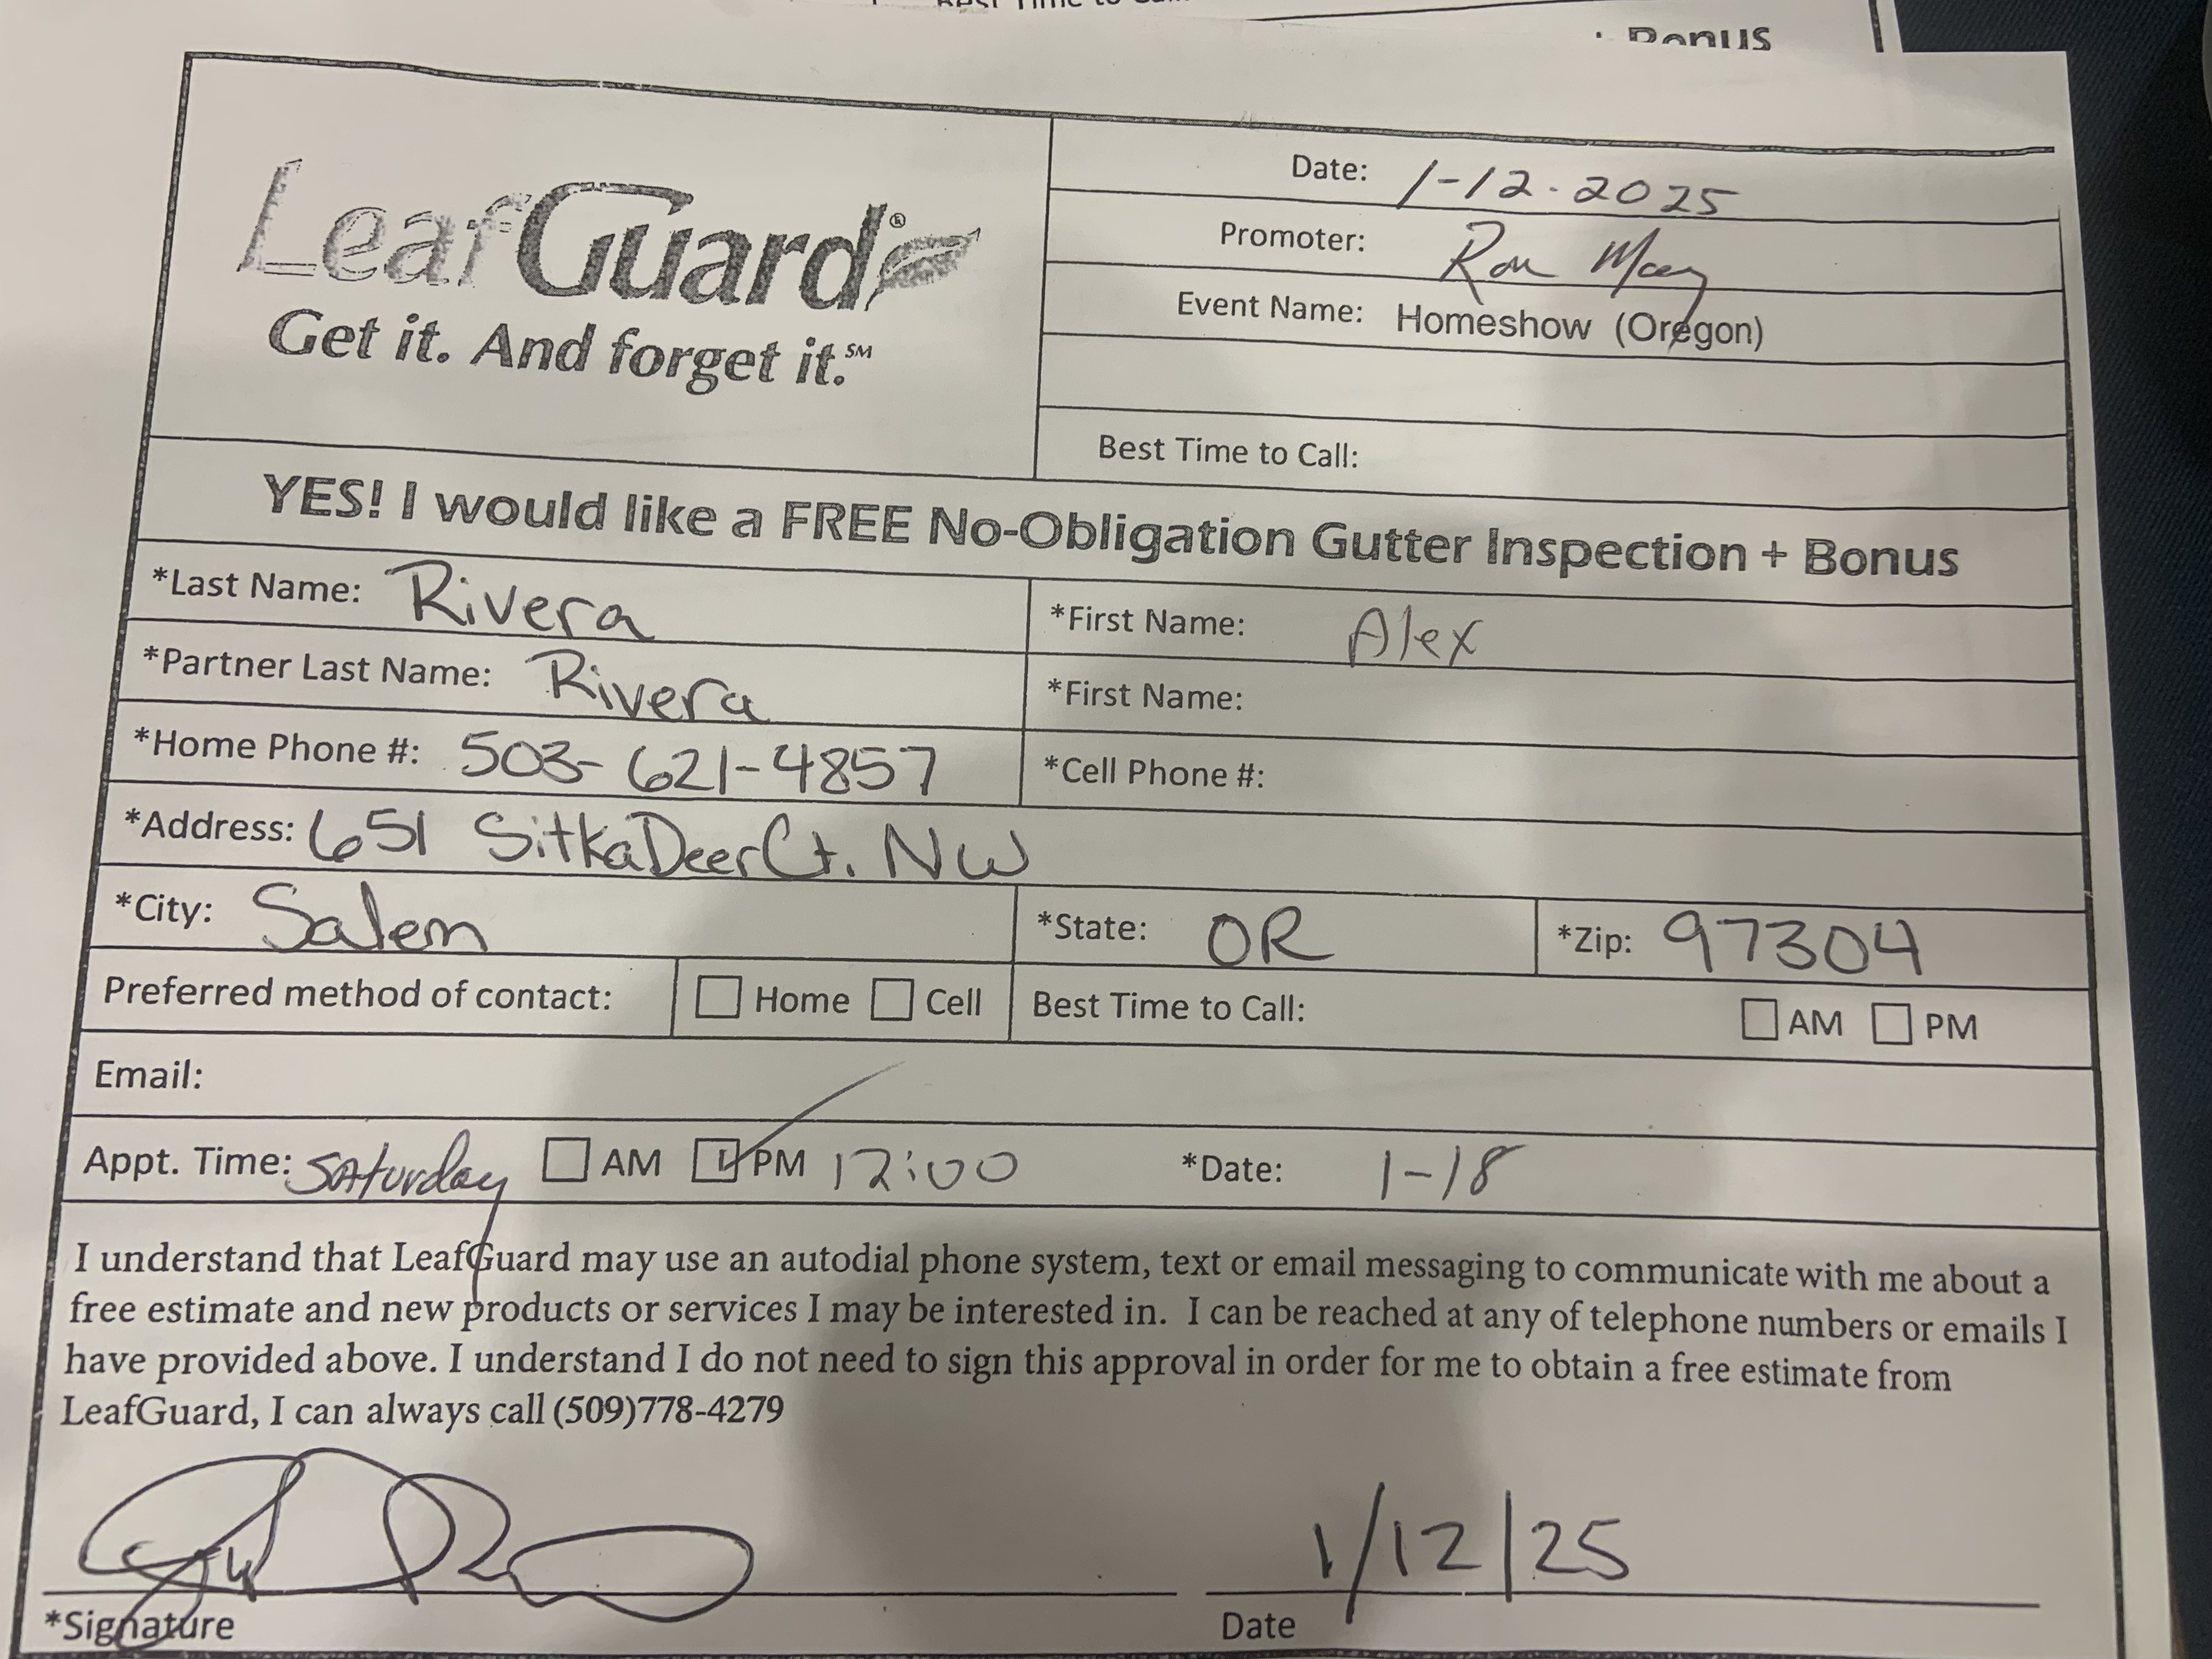 LeafGuard®
Get it. And forget it.℠
Date: 1-12-2025
Promoter: Ron
Event Name: Homeshow (Oregon)
Best Time to Call:
YES! I would like a FREE No-Obligation Gutter Inspection + Bonus
*Last Name: Rivera *First Name: Alex
*Partner Last Name: Rivera *First Name:
*Home Phone #: 503-621-4857 *Cell Phone #:
*Address: 651 Sitka Deer Ct. NW
*City: Salem *State: OR *Zip: 97304
Preferred method of contact: ☐ Home ☐ Cell Best Time to Call: ☐ AM ☐ PM
Email:
Appt. Time: Saturday ☐ AM ☑ PM 12:00 *Date: 1-18
I understand that LeafGuard may use an autodial phone system, text or email messaging to communicate with me about a
free estimate and new products or services I may be interested in. I can be reached at any of telephone numbers or emails I
have provided above. I understand I do not need to sign this approval in order for me to obtain a free estimate from
LeafGuard, I can always call (509)778-4279
1/12/25
*Signature Date
Bonus